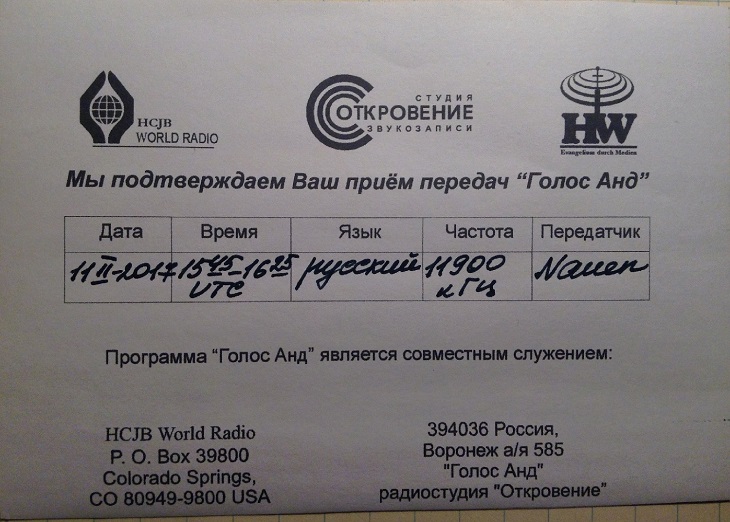 HCJB
WORLD RADIO
СТУДИЯ
ОТКРОВЕНИЕ
ЗВУКОЗАПИСИ
HW
Evangelium durch Medien
Мы подтверждаем Ваш приём передач “Голос Анд”
Дата Время Язык Частота Передатчик
11 II-2017 15 45-16 25 русский 11900 Nauen
UTC кГц
Программа “Голос Анд” является совместным служением:
HCJB World Radio
P. O. Box 39800
Colorado Springs,
CO 80949-9800 USA
394036 Россия,
Воронеж а/я 585
"Голос Анд"
радиостудия "Откровение"